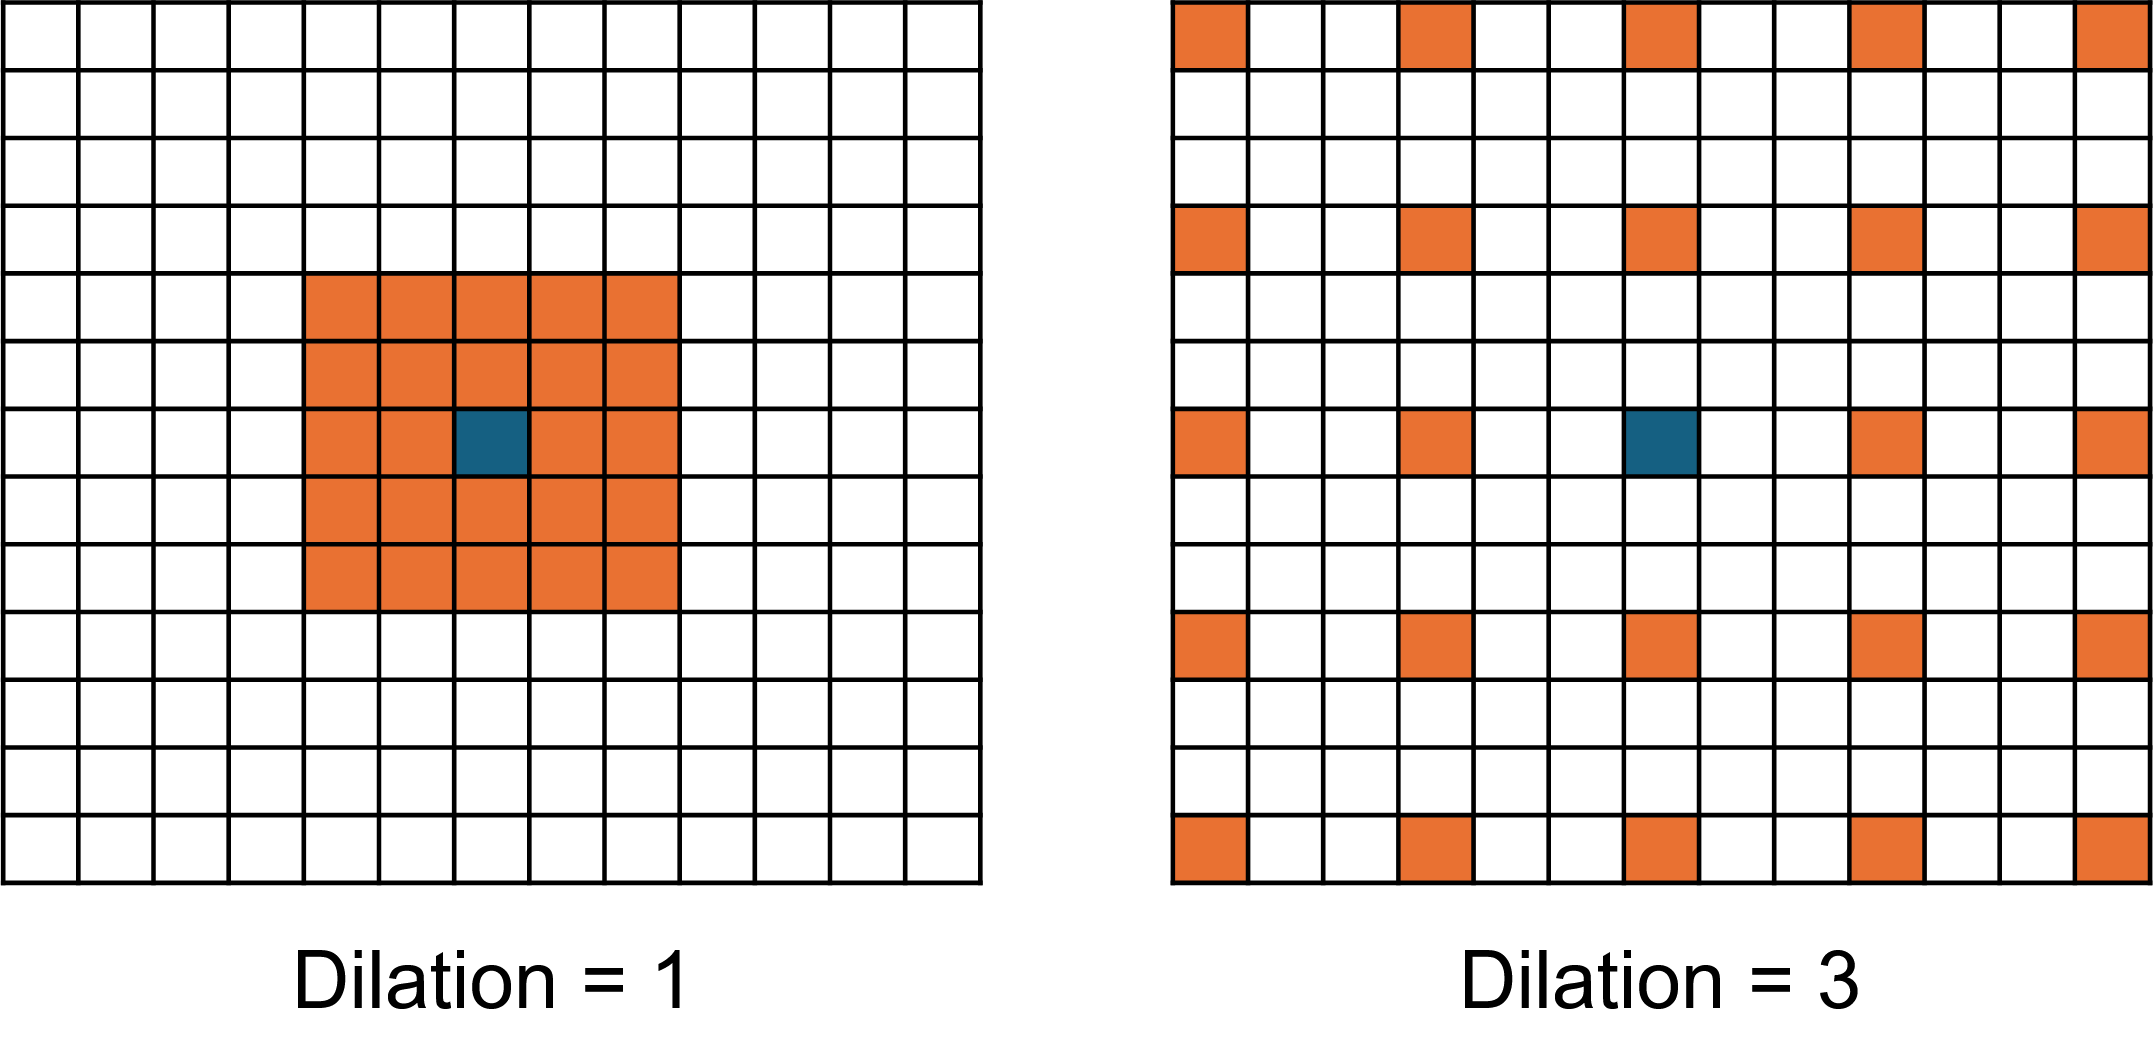 Dilation = 1
Dilation = 3